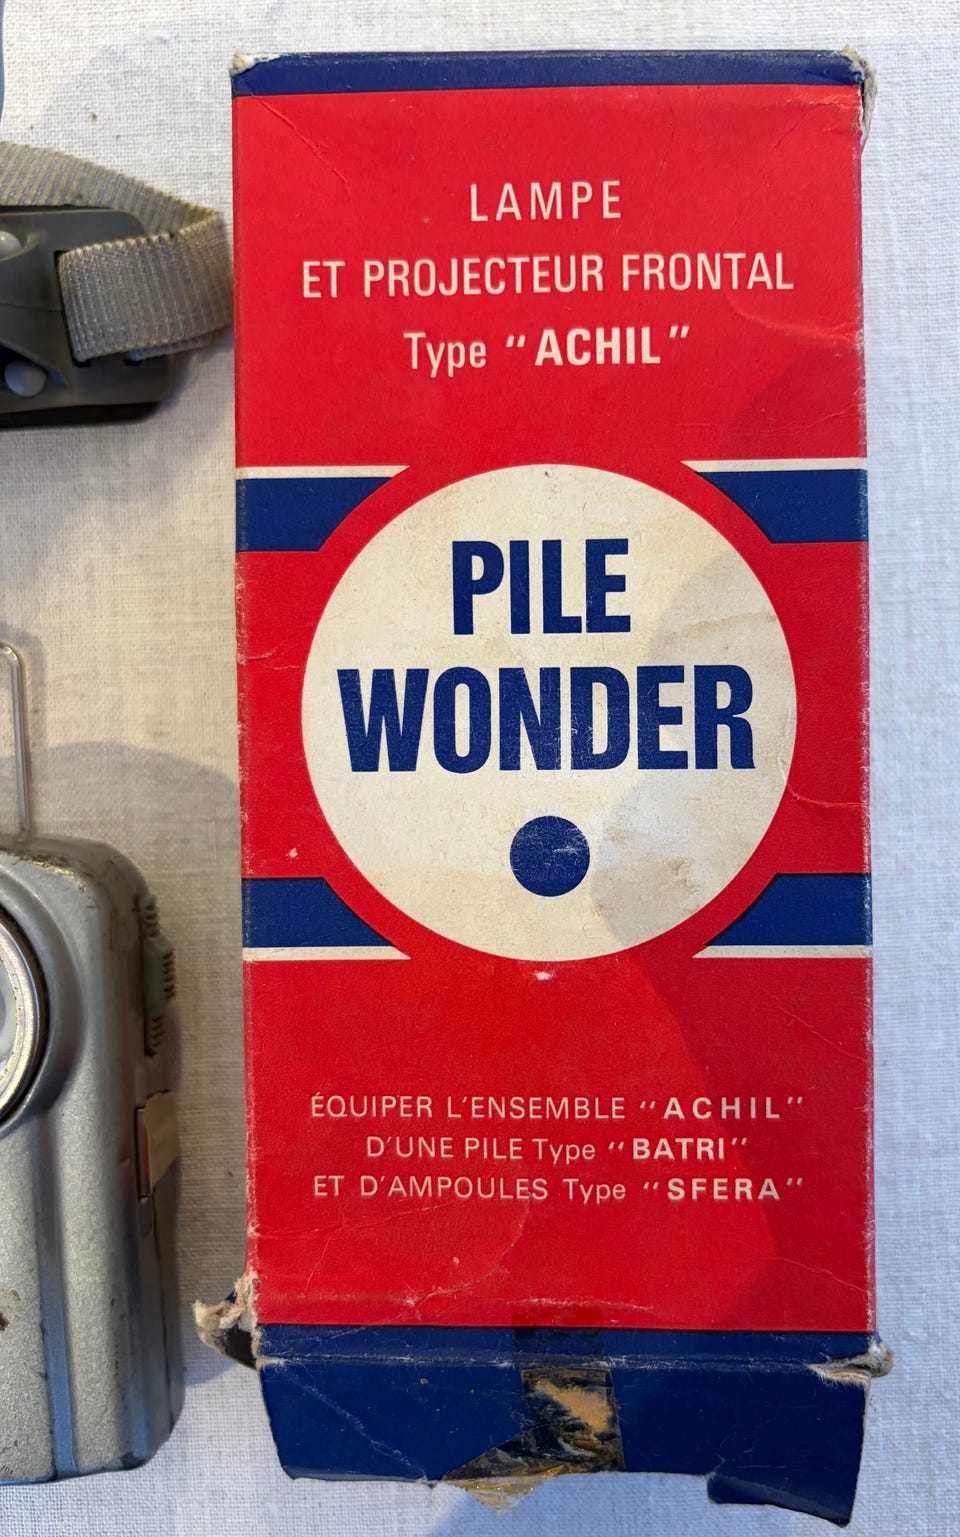 LAMPE
ET PROJECTEUR FRONTAL
Type "ACHIL"
PILE
WONDER
ÉQUIPER L'ENSEMBLE "ACHIL"
D'UNE PILE Type "BATRI"
ET D'AMPOULES Type "SFERA"